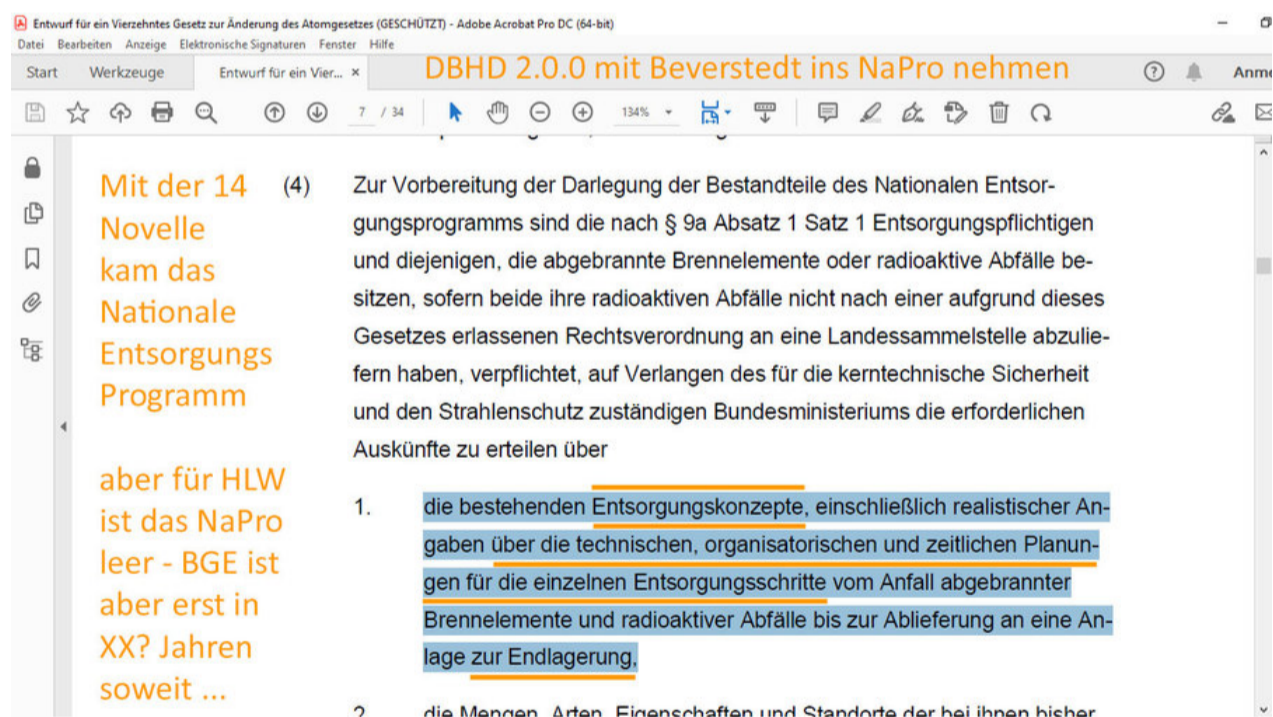 Entwurf für ein Vierzehntes Gesetz zur Änderung des Atomgesetzes (GESCHÜTZT) - Adobe Acrobat Pro DC (64-bit)
Datei Bearbeiten Anzeige Elektronische Signaturen Fenster Hilfe
Start Werkzeuge Entwurf für ein Vier... × DBHD 2.0.0 mit Beverstedt ins NaPro nehmen Anme
7 / 34 134%
Mit der 14
Novelle
kam das
Nationale
Entsorgungs
Programm
aber für HLW
ist das NaPro
leer - BGE ist
aber erst in
XX? Jahren
soweit ...
(4) Zur Vorbereitung der Darlegung der Bestandteile des Nationalen Entsor-
gungsprogramms sind die nach § 9a Absatz 1 Satz 1 Entsorgungspflichtigen
und diejenigen, die abgebrannte Brennelemente oder radioaktive Abfälle be-
sitzen, sofern beide ihre radioaktiven Abfälle nicht nach einer aufgrund dieses
Gesetzes erlassenen Rechtsverordnung an eine Landessammelstelle abzulie-
fern haben, verpflichtet, auf Verlangen des für die kerntechnische Sicherheit
und den Strahlenschutz zuständigen Bundesministeriums die erforderlichen
Auskünfte zu erteilen über
1. die bestehenden Entsorgungskonzepte, einschließlich realistischer An-
gaben über die technischen, organisatorischen und zeitlichen Planun-
gen für die einzelnen Entsorgungsschritte vom Anfall abgebrannter
Brennelemente und radioaktiver Abfälle bis zur Ablieferung an eine An-
lage zur Endlagerung,
2. die Mengen, Arten, Eigenschaften und Standorte der bei ihnen bisher